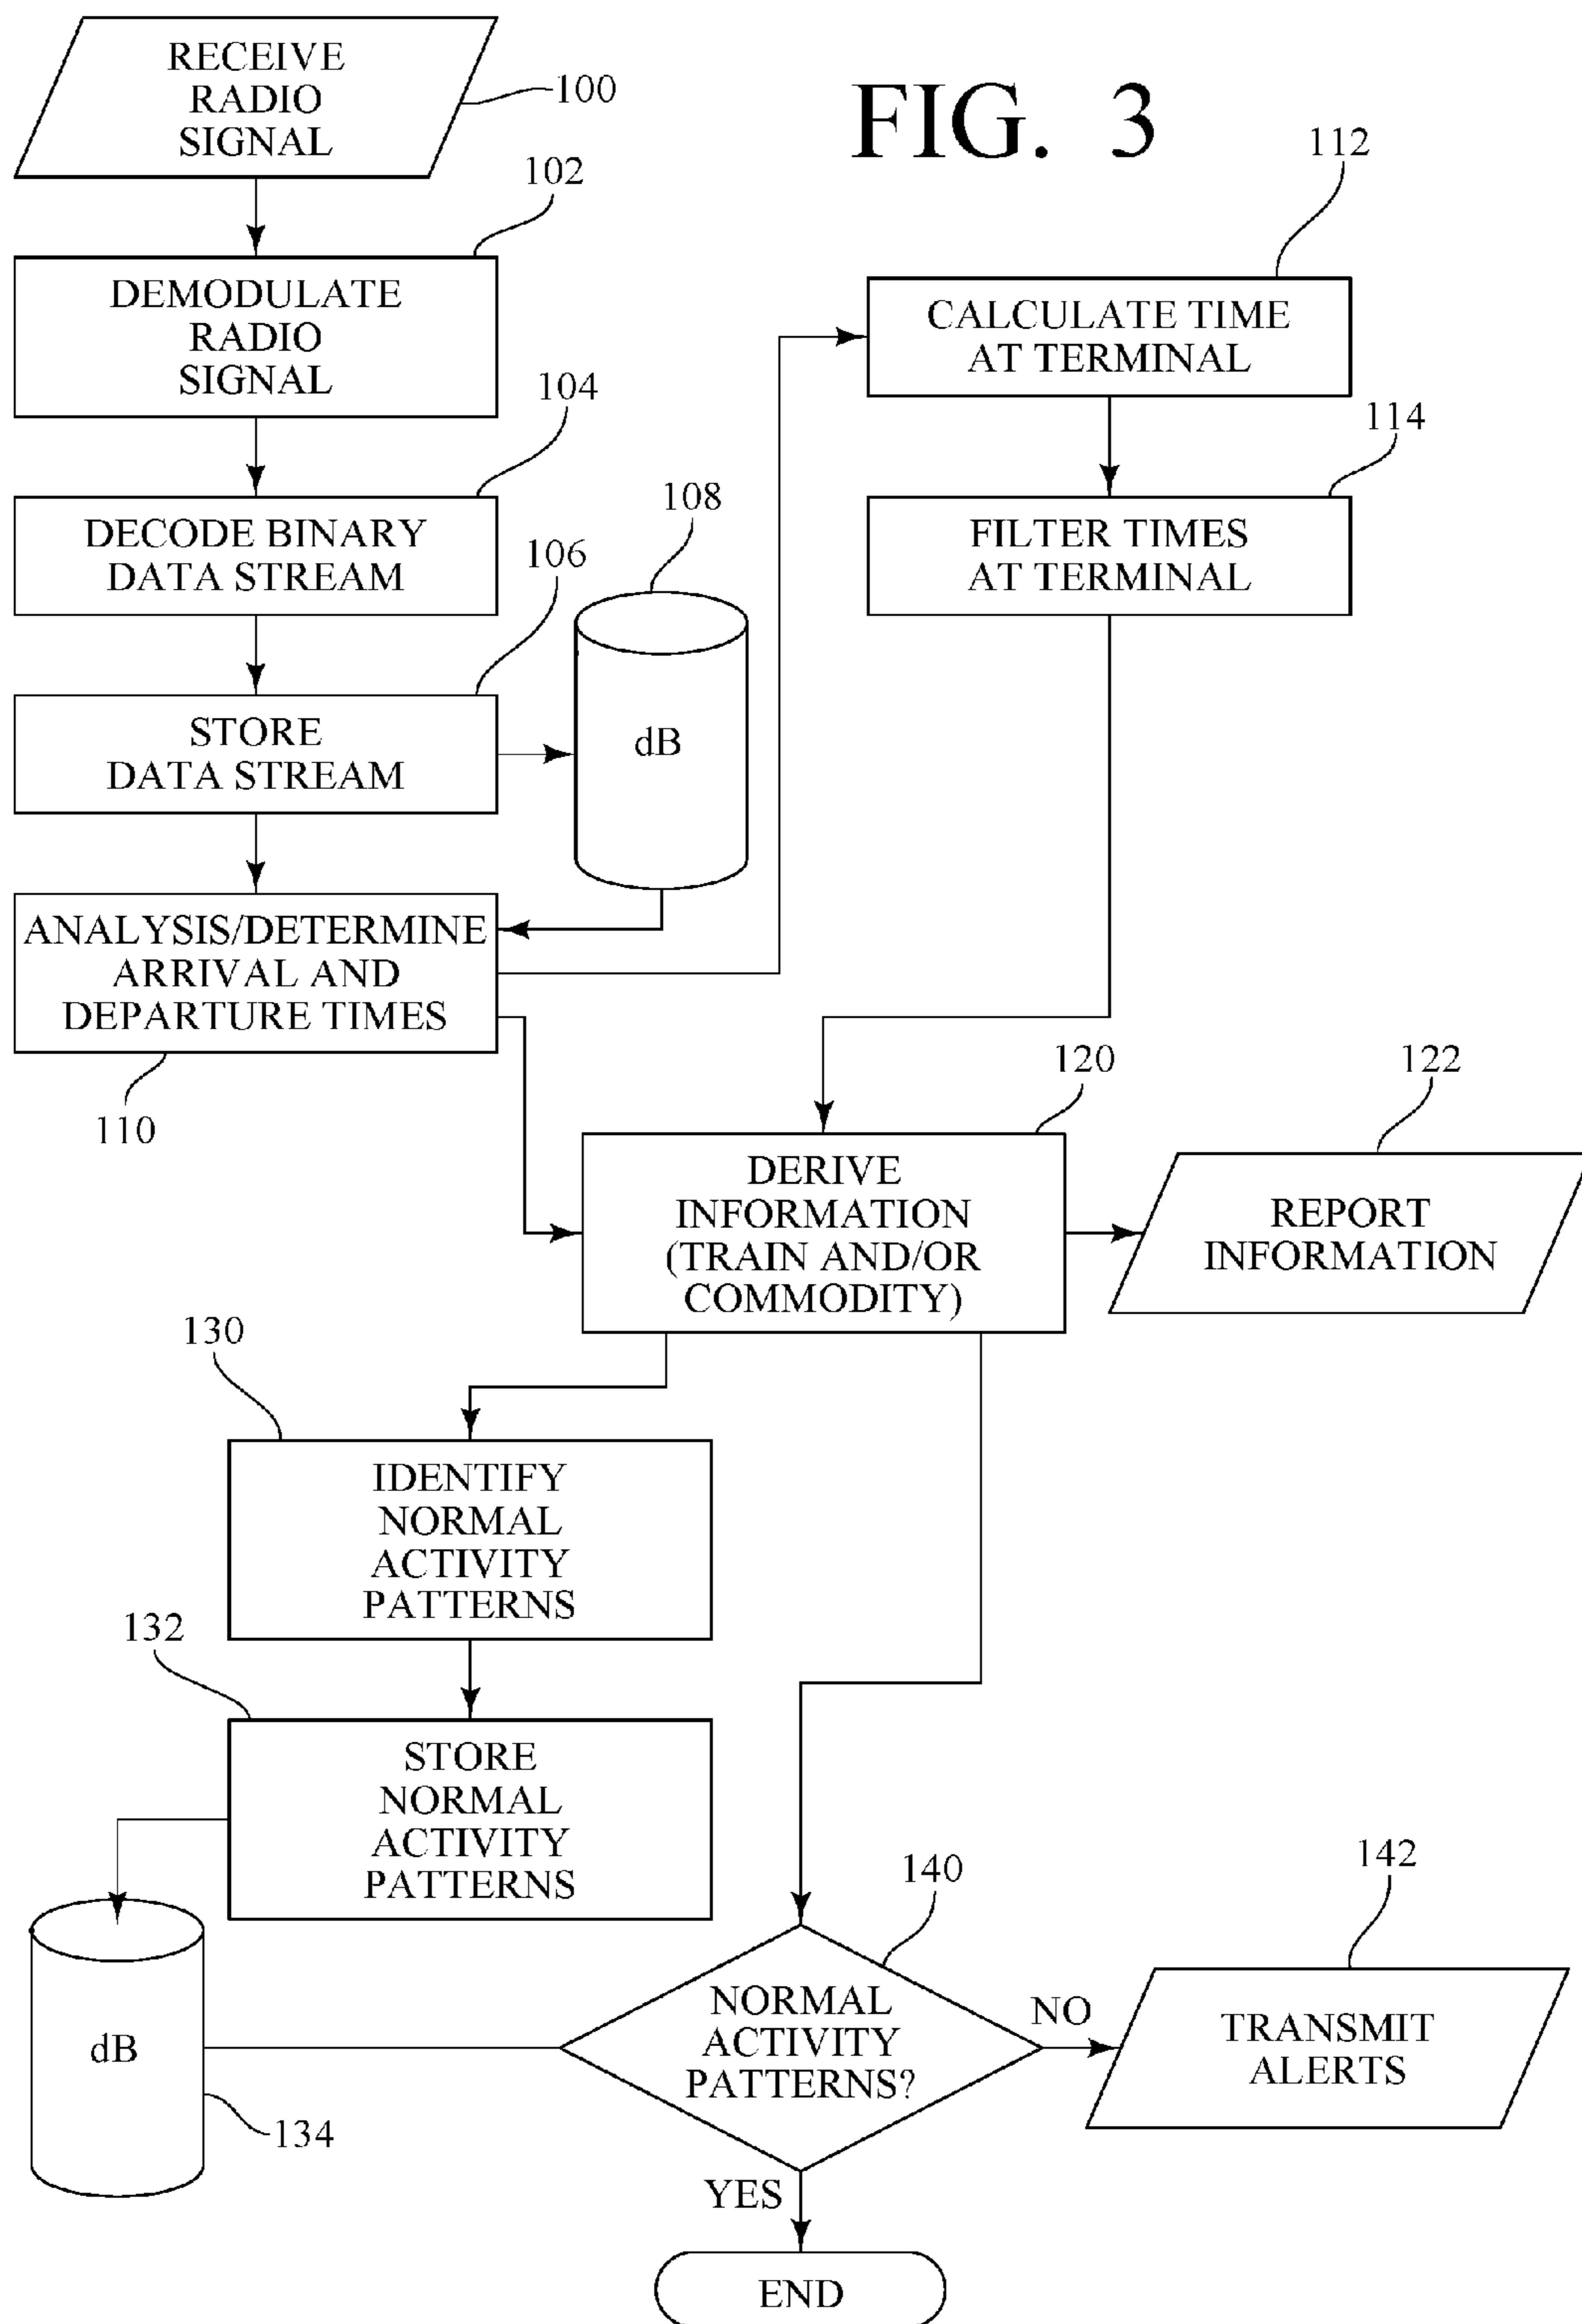 RECEIVE
RADIO
SIGNAL
100
FIG. 3
102
DEMODULATE
RADIO
SIGNAL
112
CALCULATE TIME
AT TERMINAL
104
DECODE BINARY
DATA STREAM
114
FILTER TIMES
AT TERMINAL
106
STORE
DATA STREAM
108
dB
ANALYSIS/DETERMINE
ARRIVAL AND
DEPARTURE TIMES
110
120
DERIVE
INFORMATION
(TRAIN AND/OR
COMMODITY)
122
REPORT
INFORMATION
130
IDENTIFY
NORMAL
ACTIVITY
PATTERNS
132
STORE
NORMAL
ACTIVITY
PATTERNS
dB
134
140
NORMAL
ACTIVITY
PATTERNS?
NO
142
TRANSMIT
ALERTS
YES
END